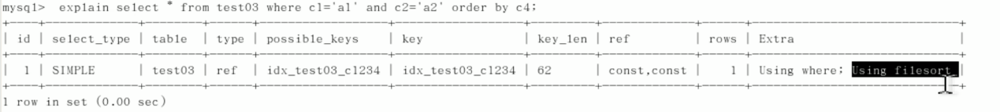 mysql>  explain select * from test03 where c1='a1' and c2='a2' order by c4;
| id | select_type | table | type | possible_keys | key | key_len | ref | rows | Extra |
| 1 | SIMPLE | test03 | ref | idx_test03_c1234 | idx_test03_c1234 | 62 | const,const | 1 | Using where; Using filesort |
1 row in set (0.00 sec)